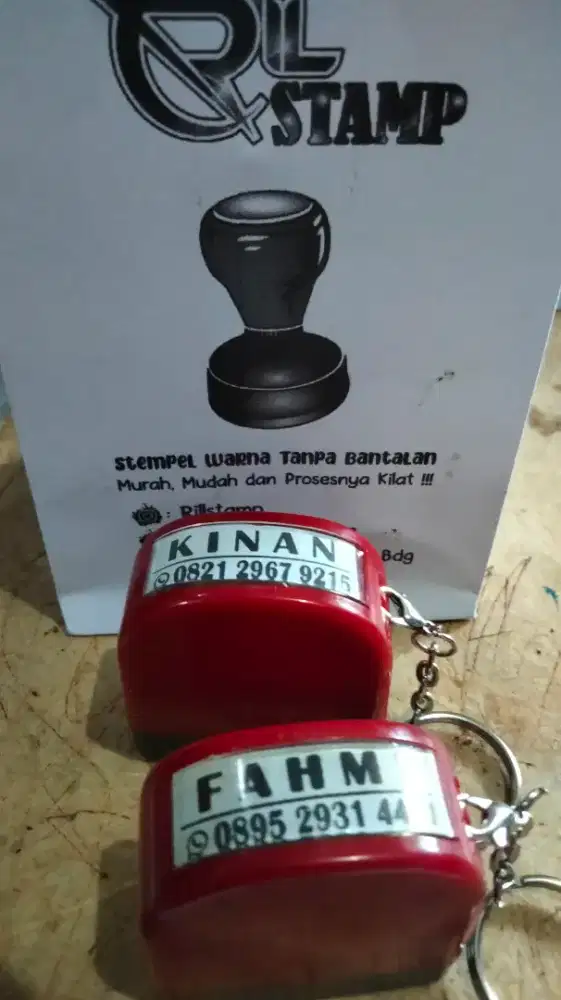 RIL
STAMP
Stempel Warna Tanpa Bantalan
Murah, Mudah dan Prosesnya Kilat !!!
: Rillstamp
Bdg
KINAN
0821 2967 9215
FAHM
0895 2931